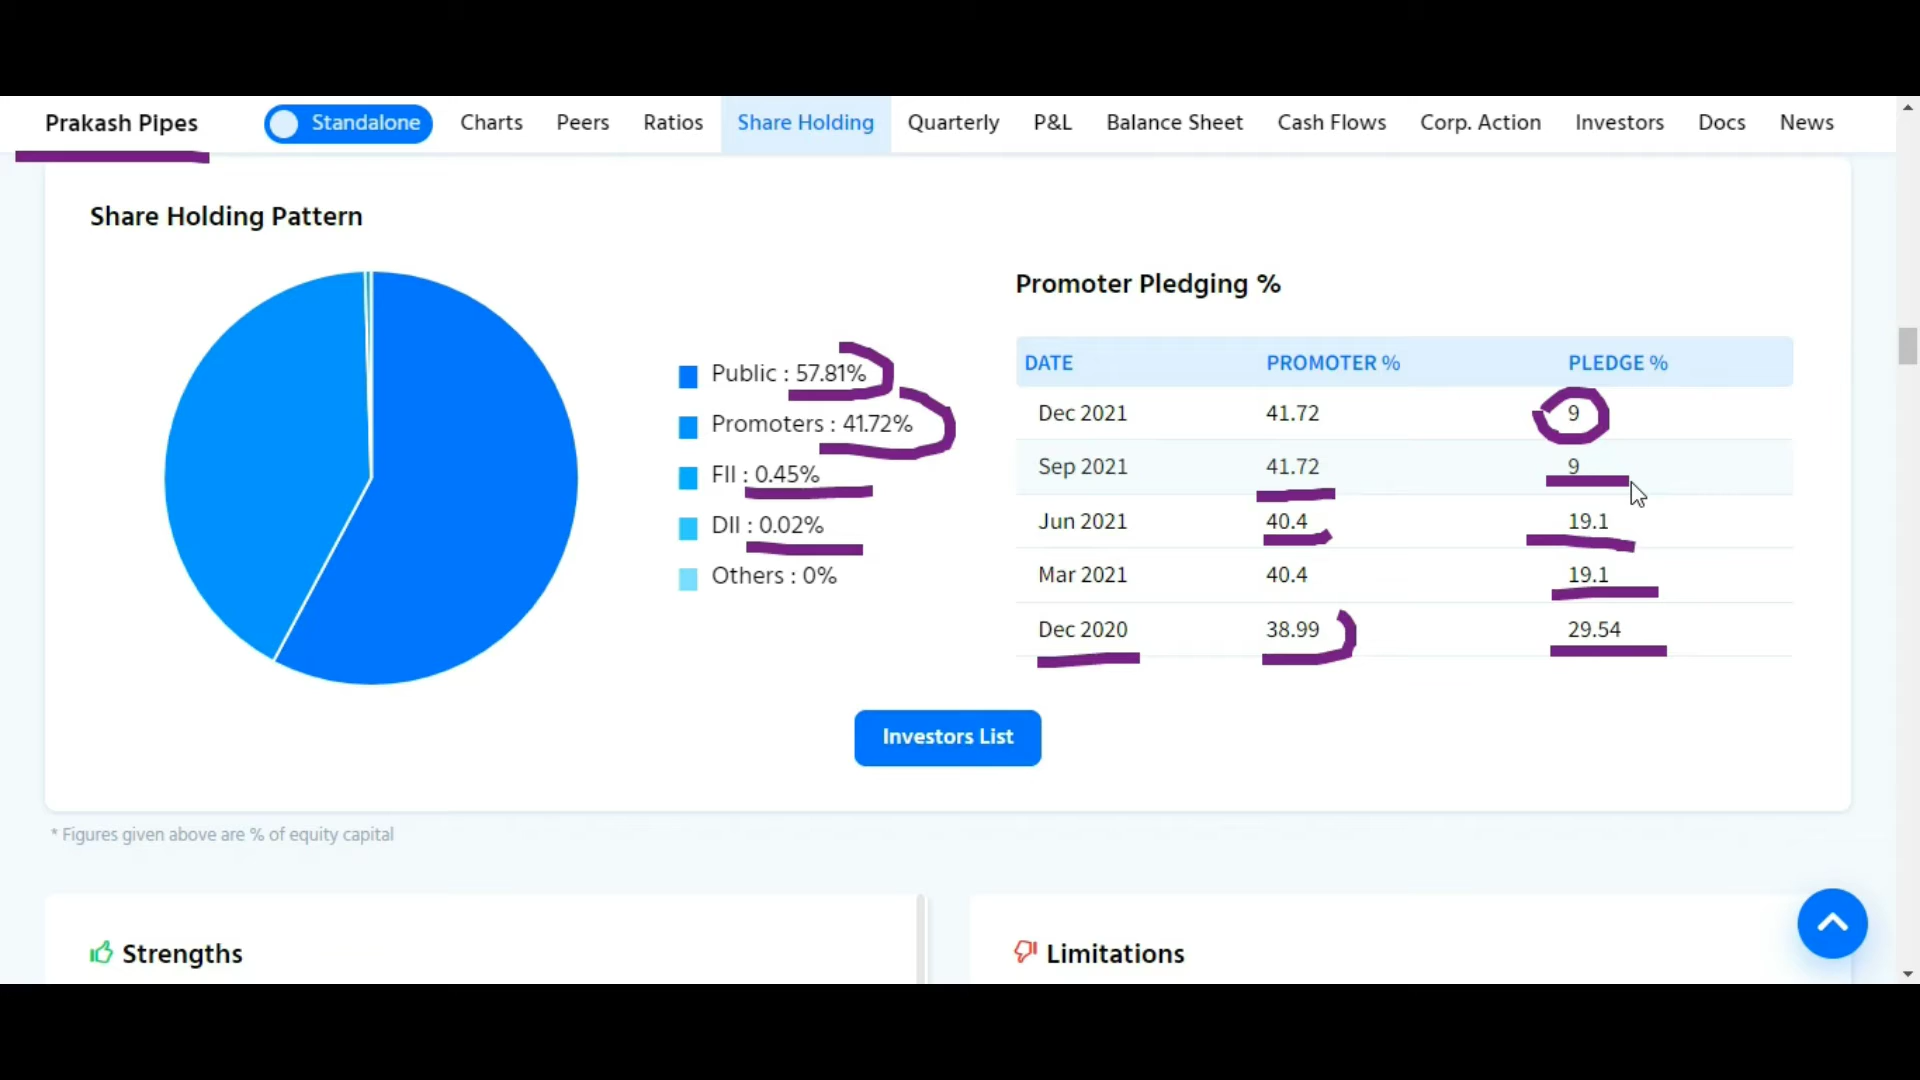 Prakash Pipes Standalone Charts Peers Ratios Share Holding Quarterly P&L Balance Sheet Cash Flows Corp. Action Investors Docs News
Share Holding Pattern
Public : 57.81%
Promoters : 41.72%
FII : 0.45%
DII : 0.02%
Others : 0%
Promoter Pledging %
DATE PROMOTER % PLEDGE %
Dec 2021 41.72 9
Sep 2021 41.72 9
Jun 2021 40.4 19.1
Mar 2021 40.4 19.1
Dec 2020 38.99 29.54
Investors List
* Figures given above are % of equity capital
Strengths
Limitations